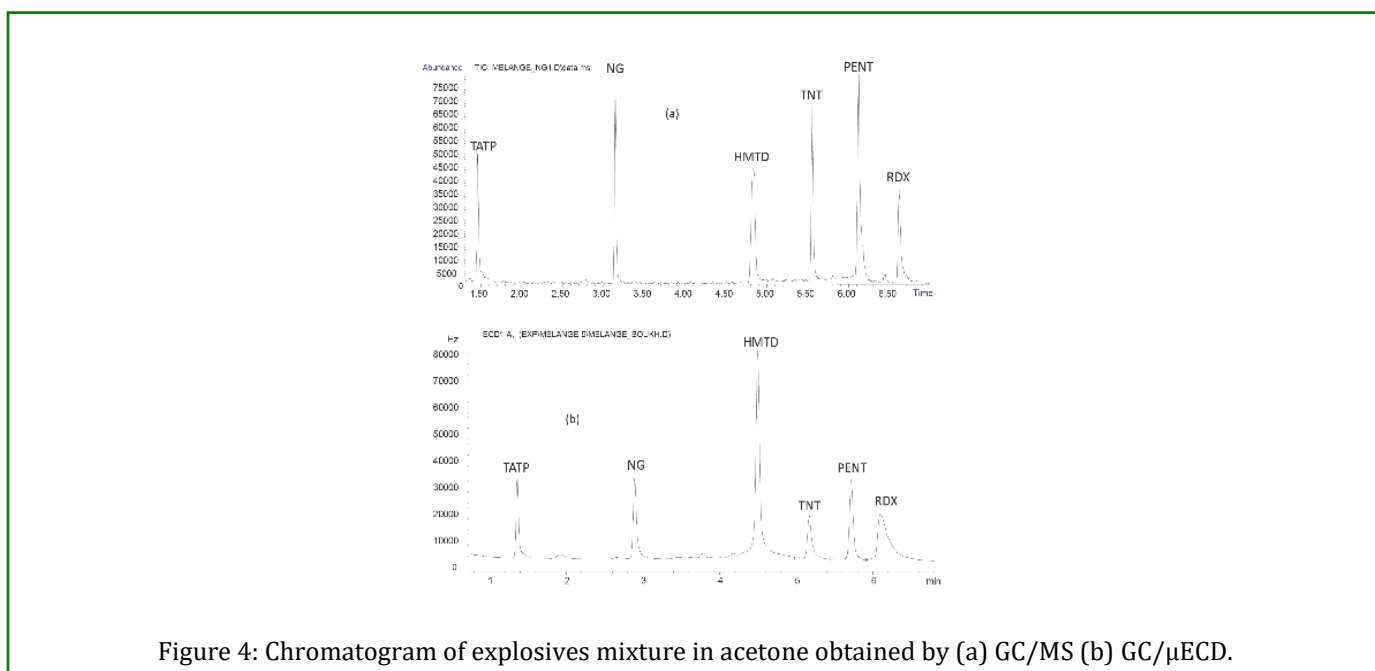 Abundance TIC: MELANGE_NG1.D\data.ms
NG
PENT
TNT
(a)
TATP
HMTD
RDX
75000
70000
65000
60000
55000
50000
45000
40000
35000
30000
25000
20000
15000
10000
5000
0
1.50 2.00 2.50 3.00 3.50 4.00 4.50 5.00 5.50 6.00 6.50 Time-
Hz
HMTD
(b)
TATP
NG
PENT
TNT
RDX
80000
70000
60000
50000
40000
30000
20000
10000
0
1 2 3 4 5 6 min
Figure 4: Chromatogram of explosives mixture in acetone obtained by (a) GC/MS (b) GC/μECD.